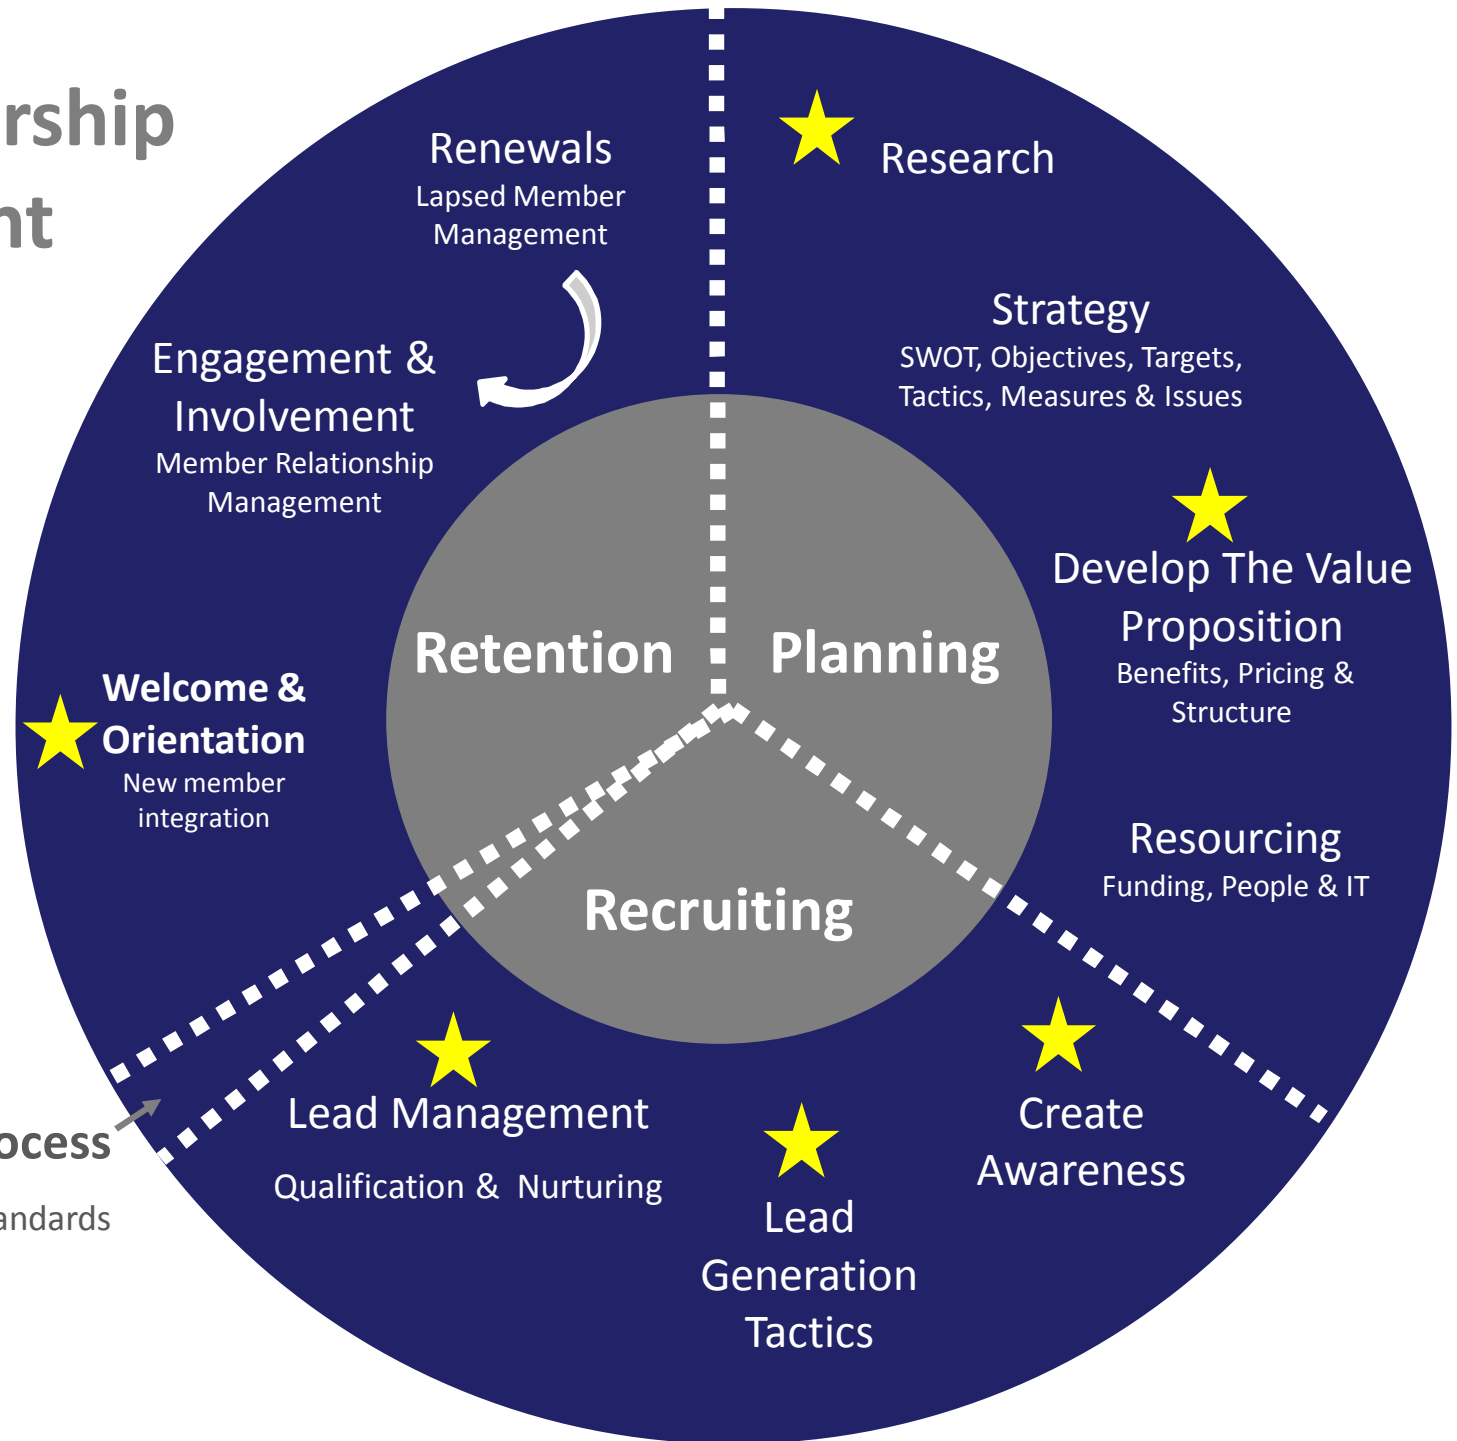 rship
nt
Renewals
Lapsed Member
Management
Engagement &
Involvement
Member Relationship
Management
Welcome &
Orientation
New member
integration
Research
Strategy
SWOT, Objectives, Targets,
Tactics, Measures & Issues
Develop The Value
Proposition
Benefits, Pricing &
Structure
Resourcing
Funding, People & IT
Retention
Planning
Recruiting
Create
Awareness
Lead
Generation
Tactics
Lead Management
Qualification &  Nurturing
ocess
andards